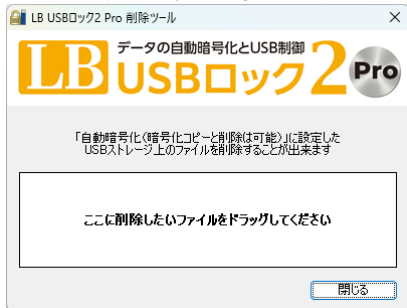 LB USBロック2 Pro 削除ツール
データの自動暗号化とUSB制御
LB USBロック2 Pro
「自動暗号化(暗号化コピーと削除は可能)」に設定した
USBストレージ上のファイルを削除することが出来ます
ここに削除したいファイルをドラッグしてください
閉じる